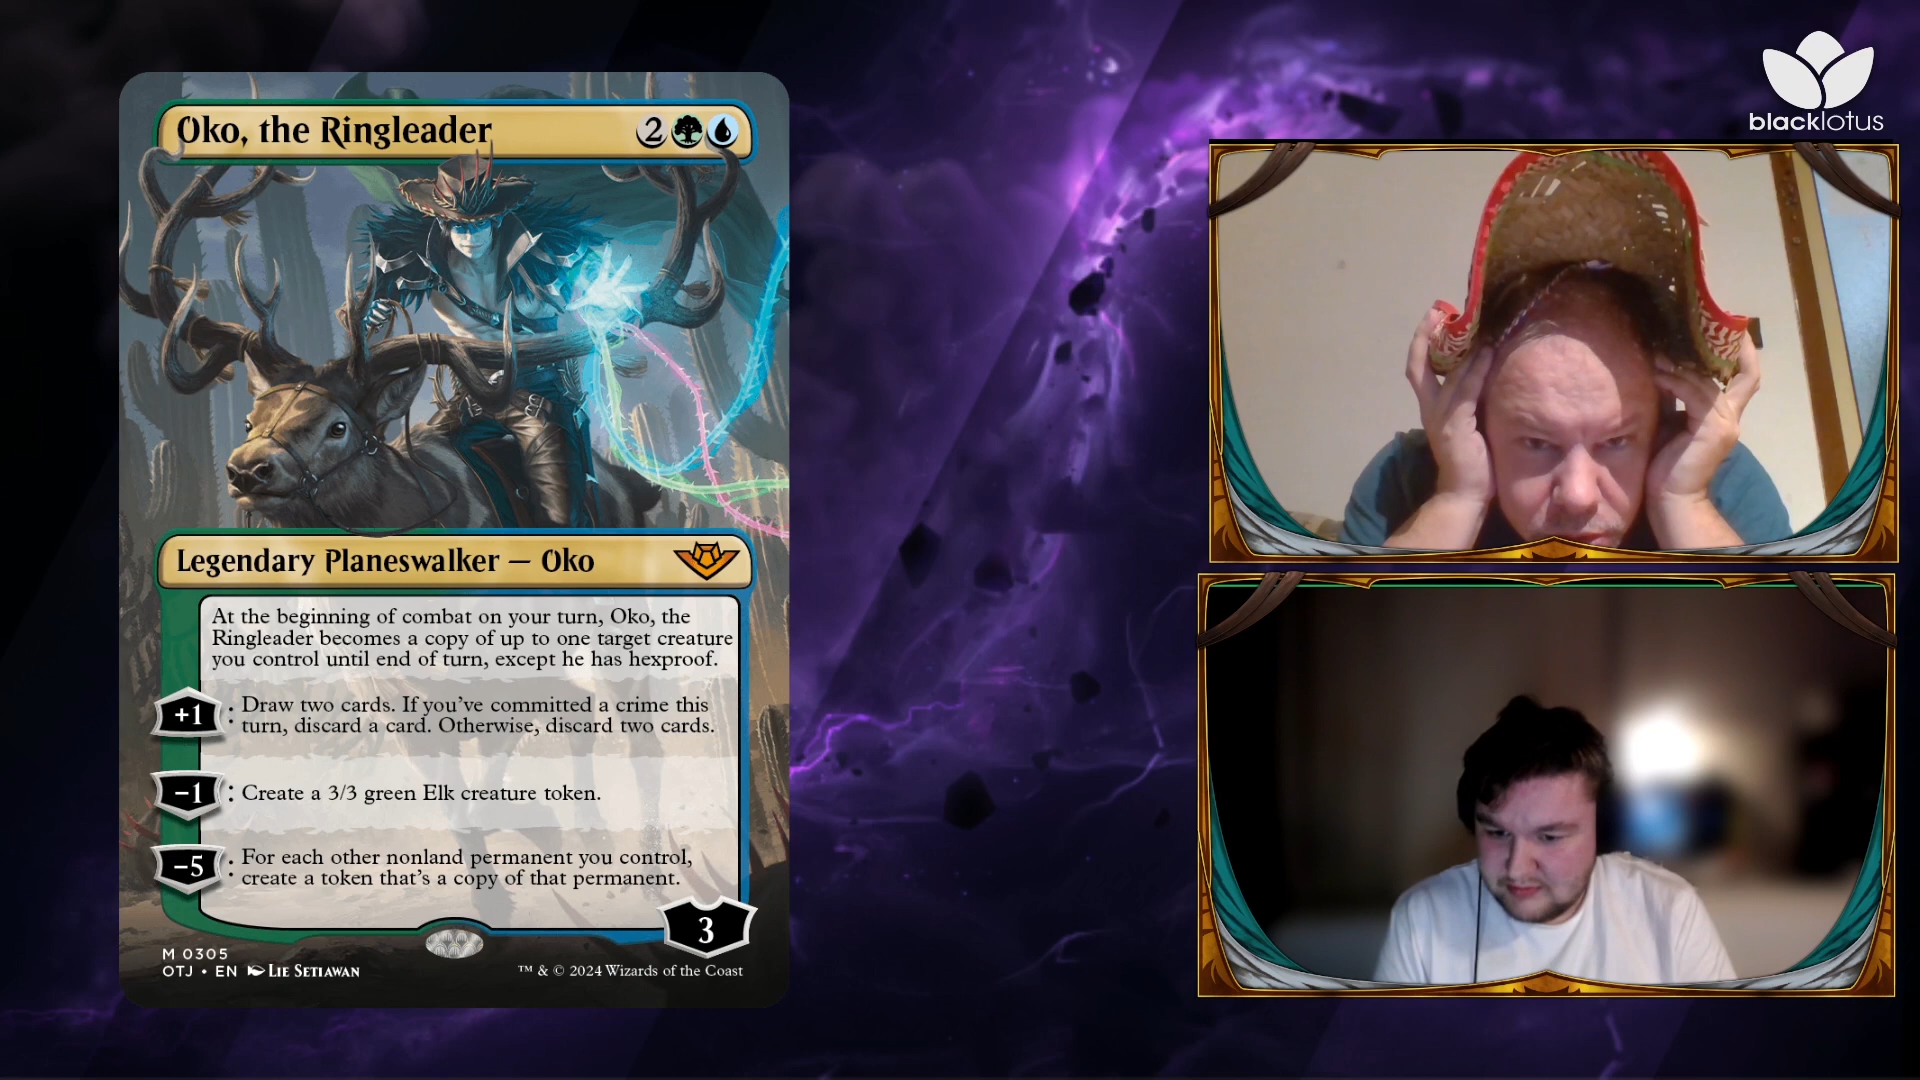 Oko, the Ringleader 2
Legendary Planeswalker — Oko
At the beginning of combat on your turn, Oko, the
Ringleader becomes a copy of up to one target creature
you control until end of turn, except he has hexproof.
+1 : Draw two cards. If you've committed a crime this
turn, discard a card. Otherwise, discard two cards.
−1 : Create a 3/3 green Elk creature token.
−5 : For each other nonland permanent you control,
create a token that's a copy of that permanent.
3
M 0305
OTJ • EN Lie Setiawan
™ & © 2024 Wizards of the Coast
blacklotus